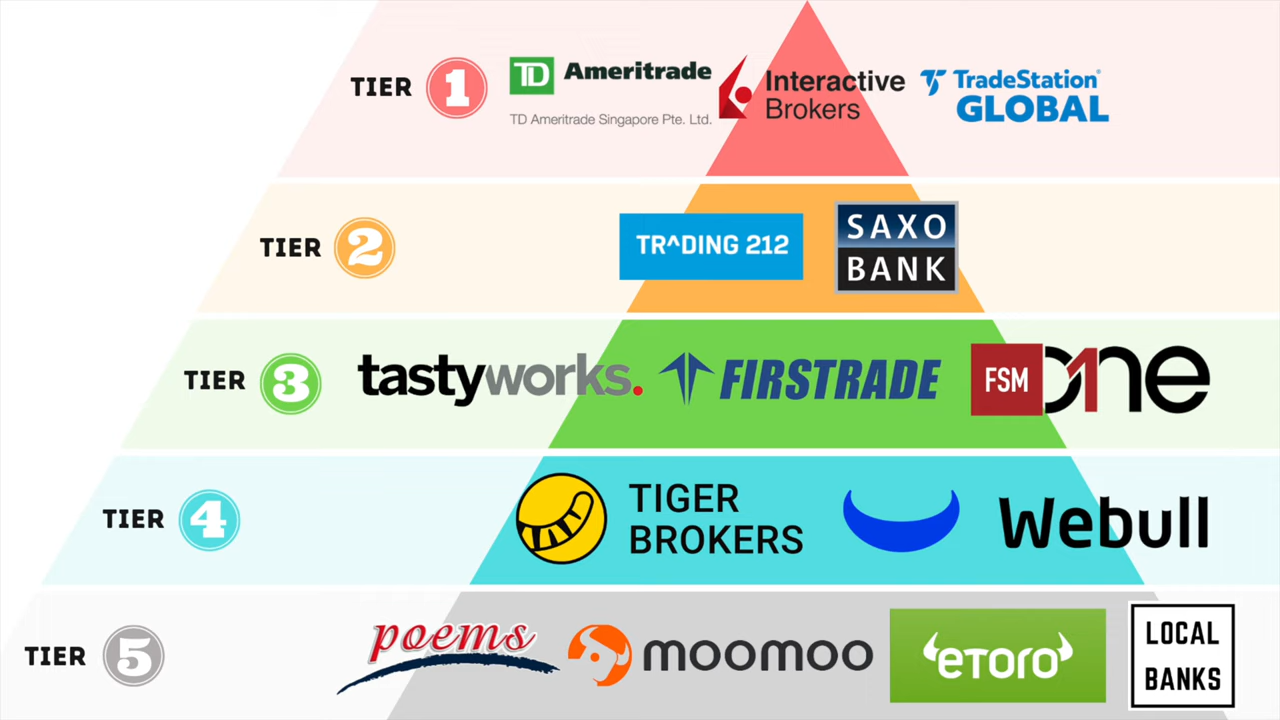 TIER 1
TD Ameritrade
TD Ameritrade Singapore Pte. Ltd.
Interactive
Brokers
TradeStation®
GLOBAL
TIER 2
TR^DING 212
SAXO
BANK
TIER 3
tastyworks.
FIRSTRADE
FSM one
TIER 4
TIGER
BROKERS
Webull
TIER 5
poems
moomoo
eTORO
LOCAL
BANKS